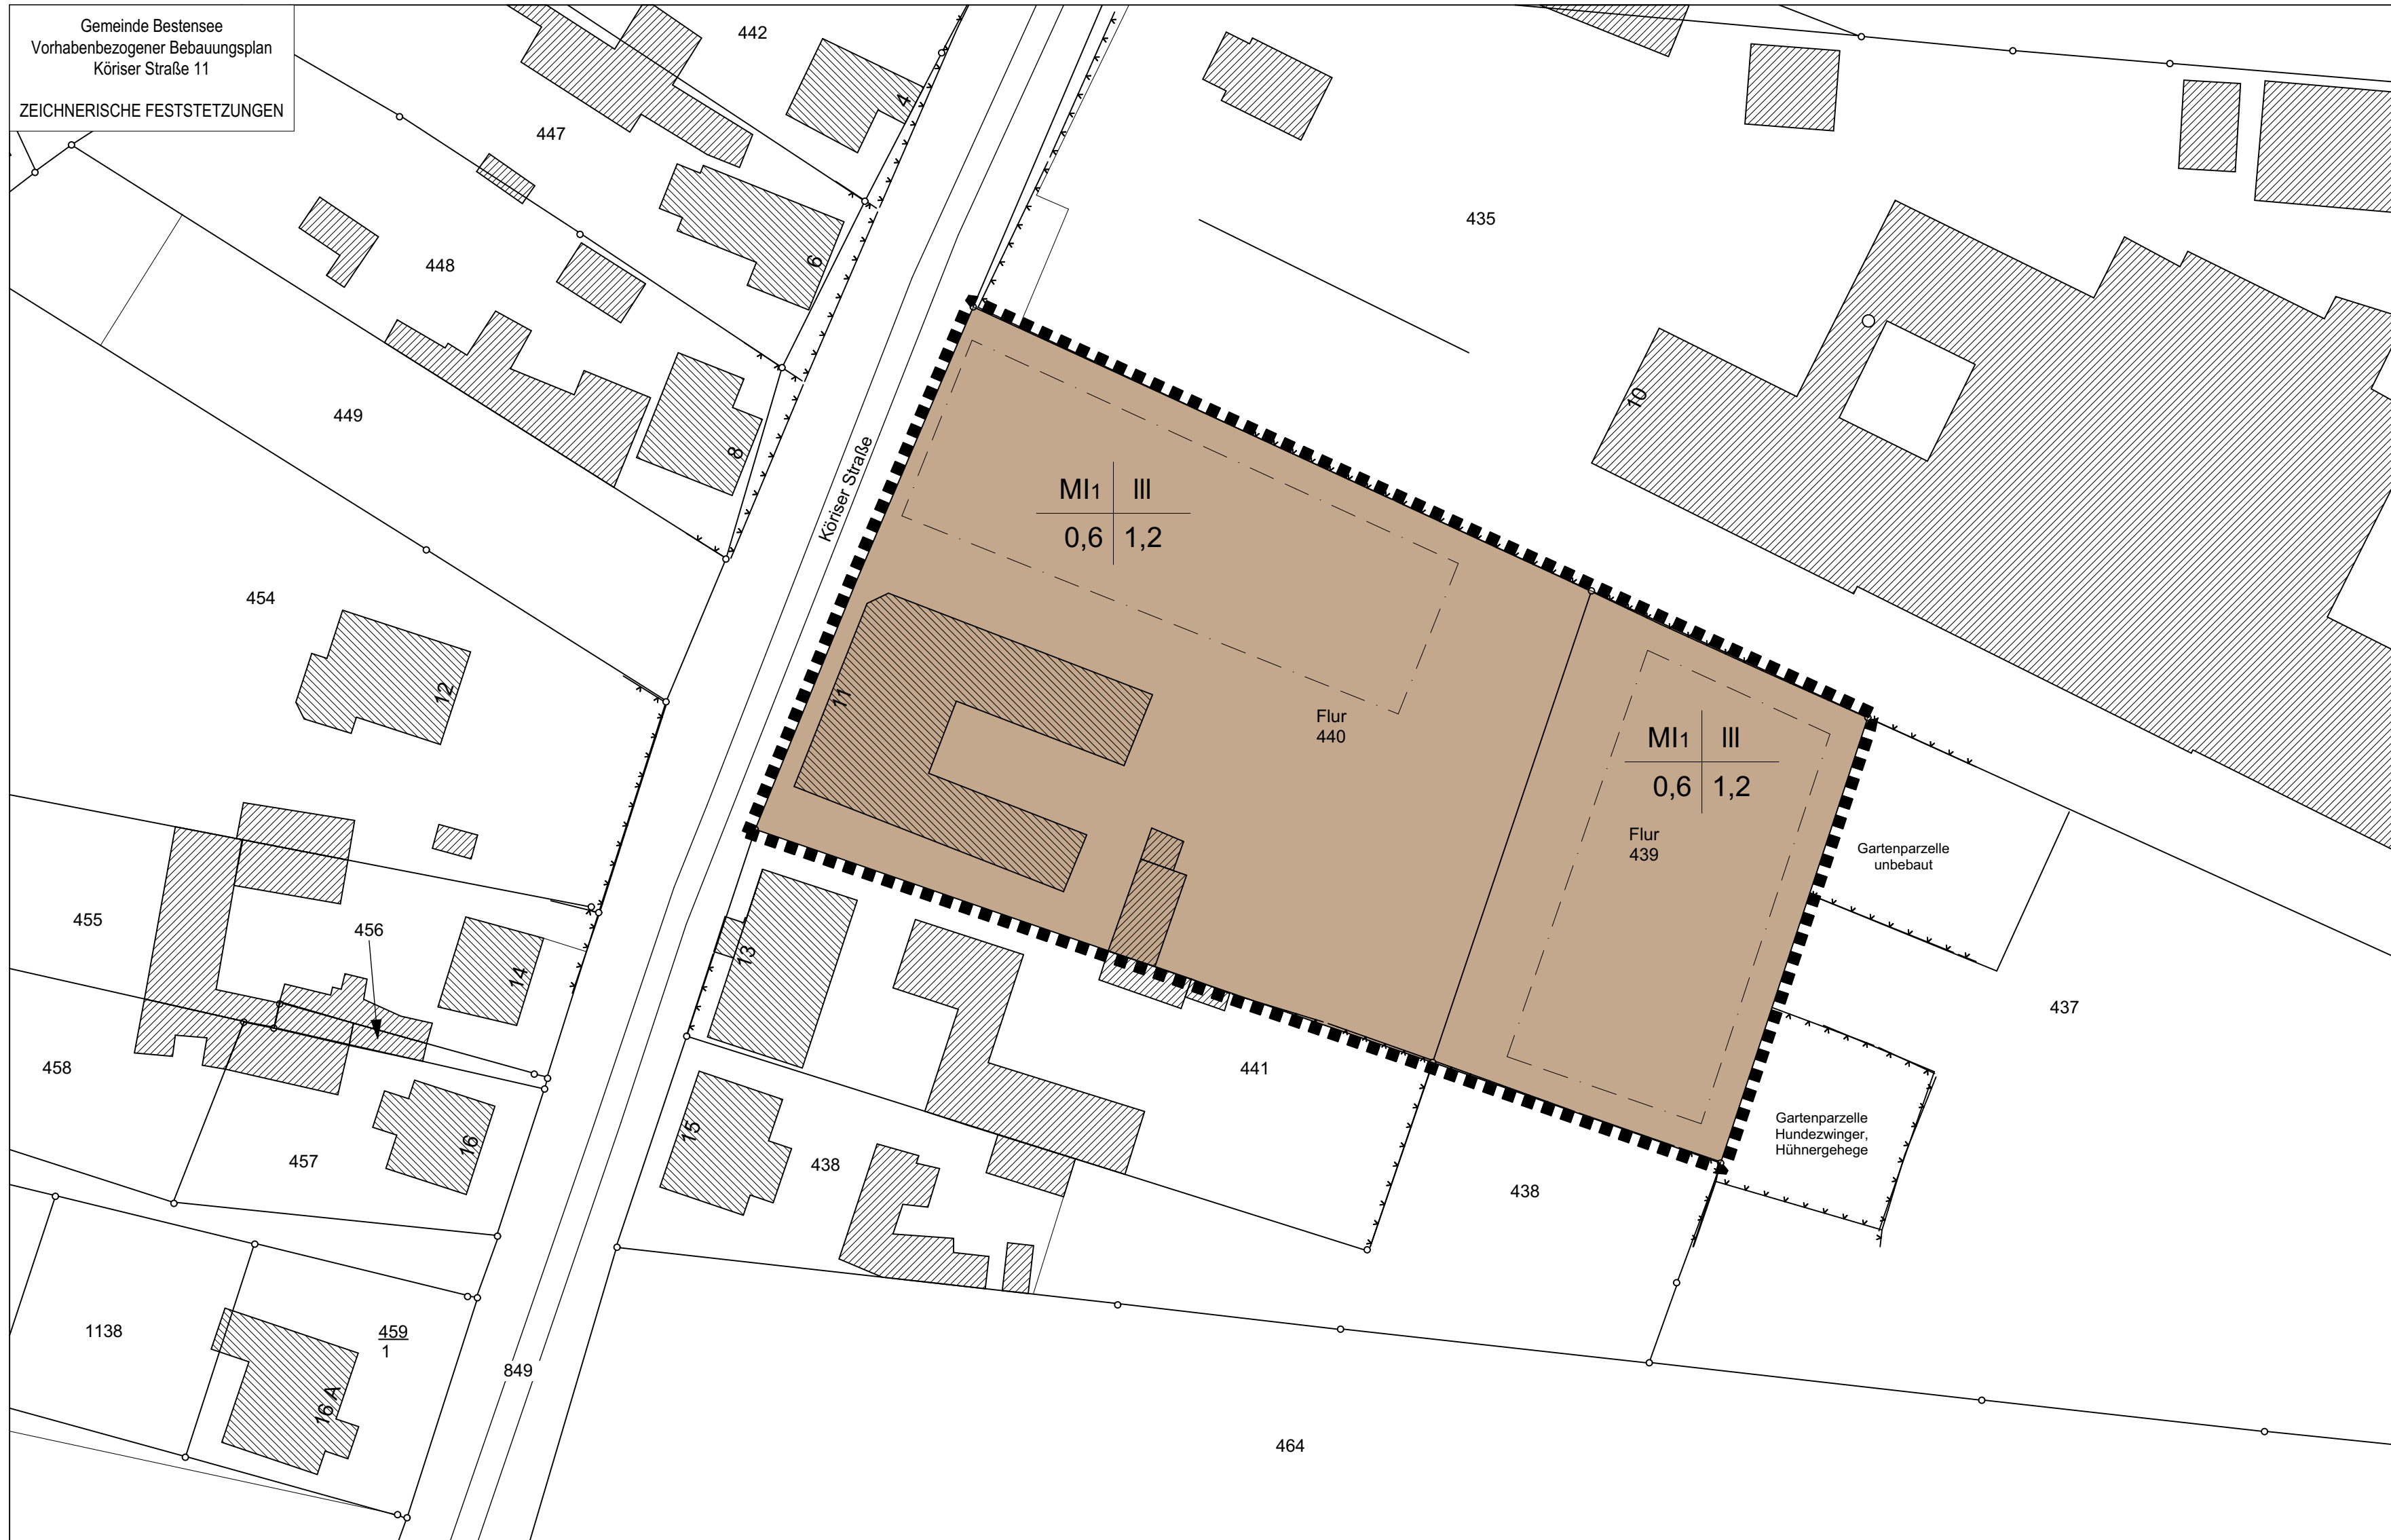 Gemeinde Bestensee
Vorhabenbezogener Bebauungsplan
Köriser Straße 11
ZEICHNERISCHE FESTSTETZUNGEN
442
4
447
435
6
448
10
449
8
Köriser Straße
MI1 III
0,6 1,2
454
12
11
Flur
440
MI1 III
0,6 1,2
Flur
439
Gartenparzelle
unbebaut
455
456
14
13
437
458
441
Gartenparzelle
Hundezwinger,
Hühnergehege
15
16
457
438
438
1138
459
1
849
16 A
464